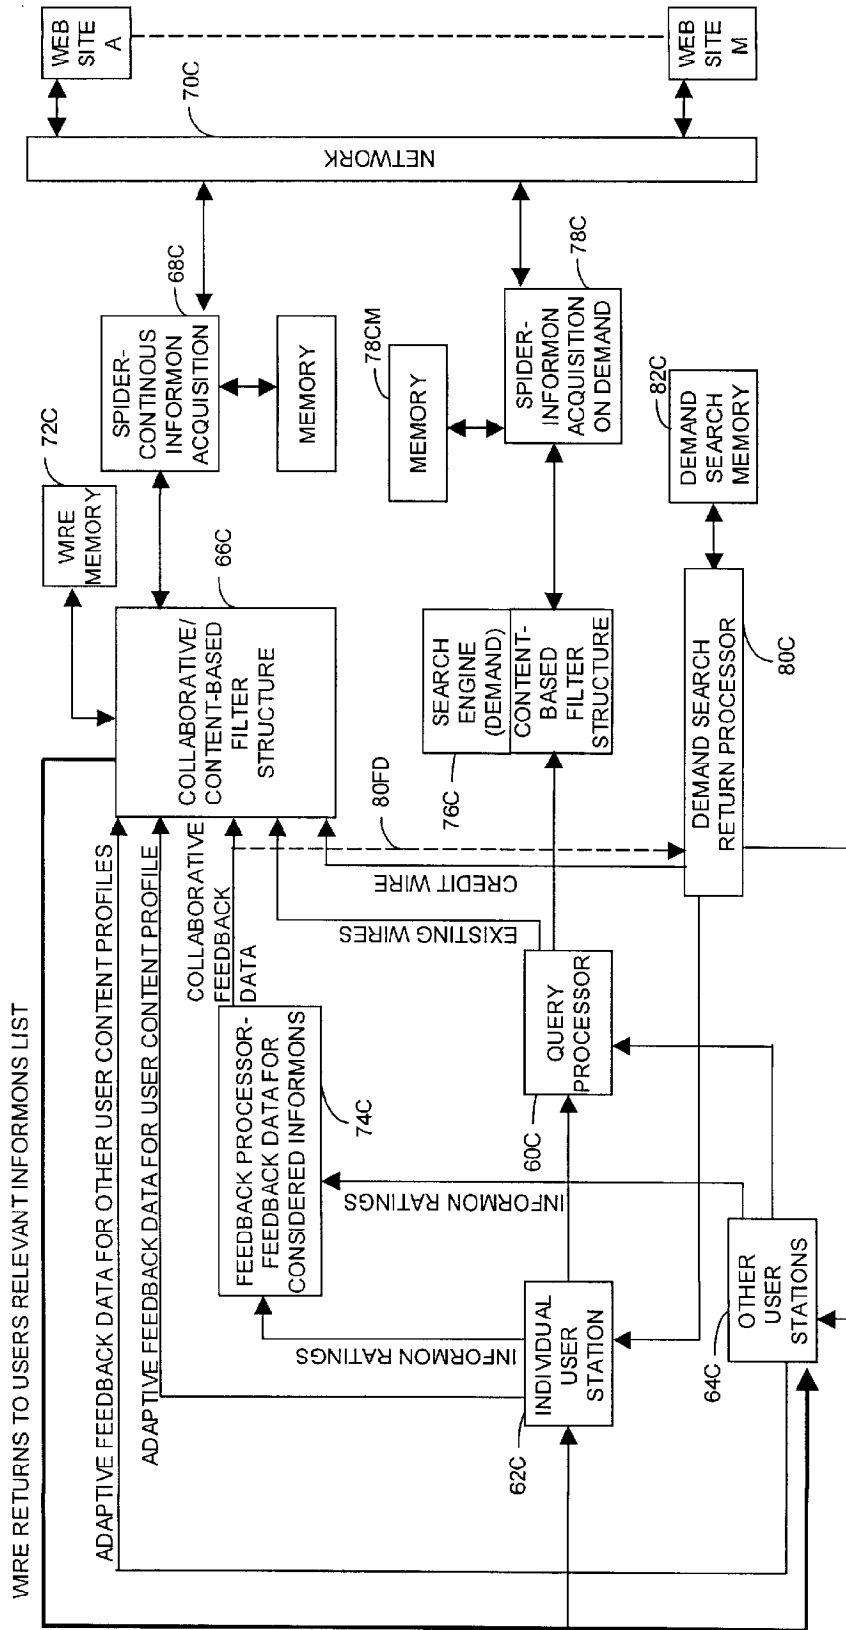 WIRE RETURNS TO USERS RELEVANT INFORMONS LIST
ADAPTIVE FEEDBACK DATA FOR OTHER USER CONTENT PROFILES
ADAPTIVE FEEDBACK DATA FOR USER CONTENT PROFILE
COLLABORATIVE
FEEDBACK
DATA
COLLABORATIVE/
CONTENT-BASED
FILTER
STRUCTURE
66C
WIRE
MEMORY
72C
SPIDER-
CONTINOUS
INFORMON
ACQUISITION
68C
MEMORY
NETWORK
70C
WEB
SITE
A
WEB
SITE
M
FEEDBACK PROCESSOR-
FEEDBACK DATA FOR
CONSIDERED INFORMONS
74C
INFORMON RATINGS
INFORMON RATINGS
EXISTING WIRES
CREDIT WIRE
80FD
SEARCH
ENGINE
(DEMAND)
CONTENT-
BASED
FILTER
STRUCTURE
76C
MEMORY
78CM
SPIDER-
INFORMON
ACQUISITION
ON DEMAND
78C
INDIVIDUAL
USER
STATION
62C
QUERY
PROCESSOR
60C
OTHER
USER
STATIONS
64C
DEMAND SEARCH
RETURN PROCESSOR
80C
DEMAND
SEARCH
MEMORY
82C